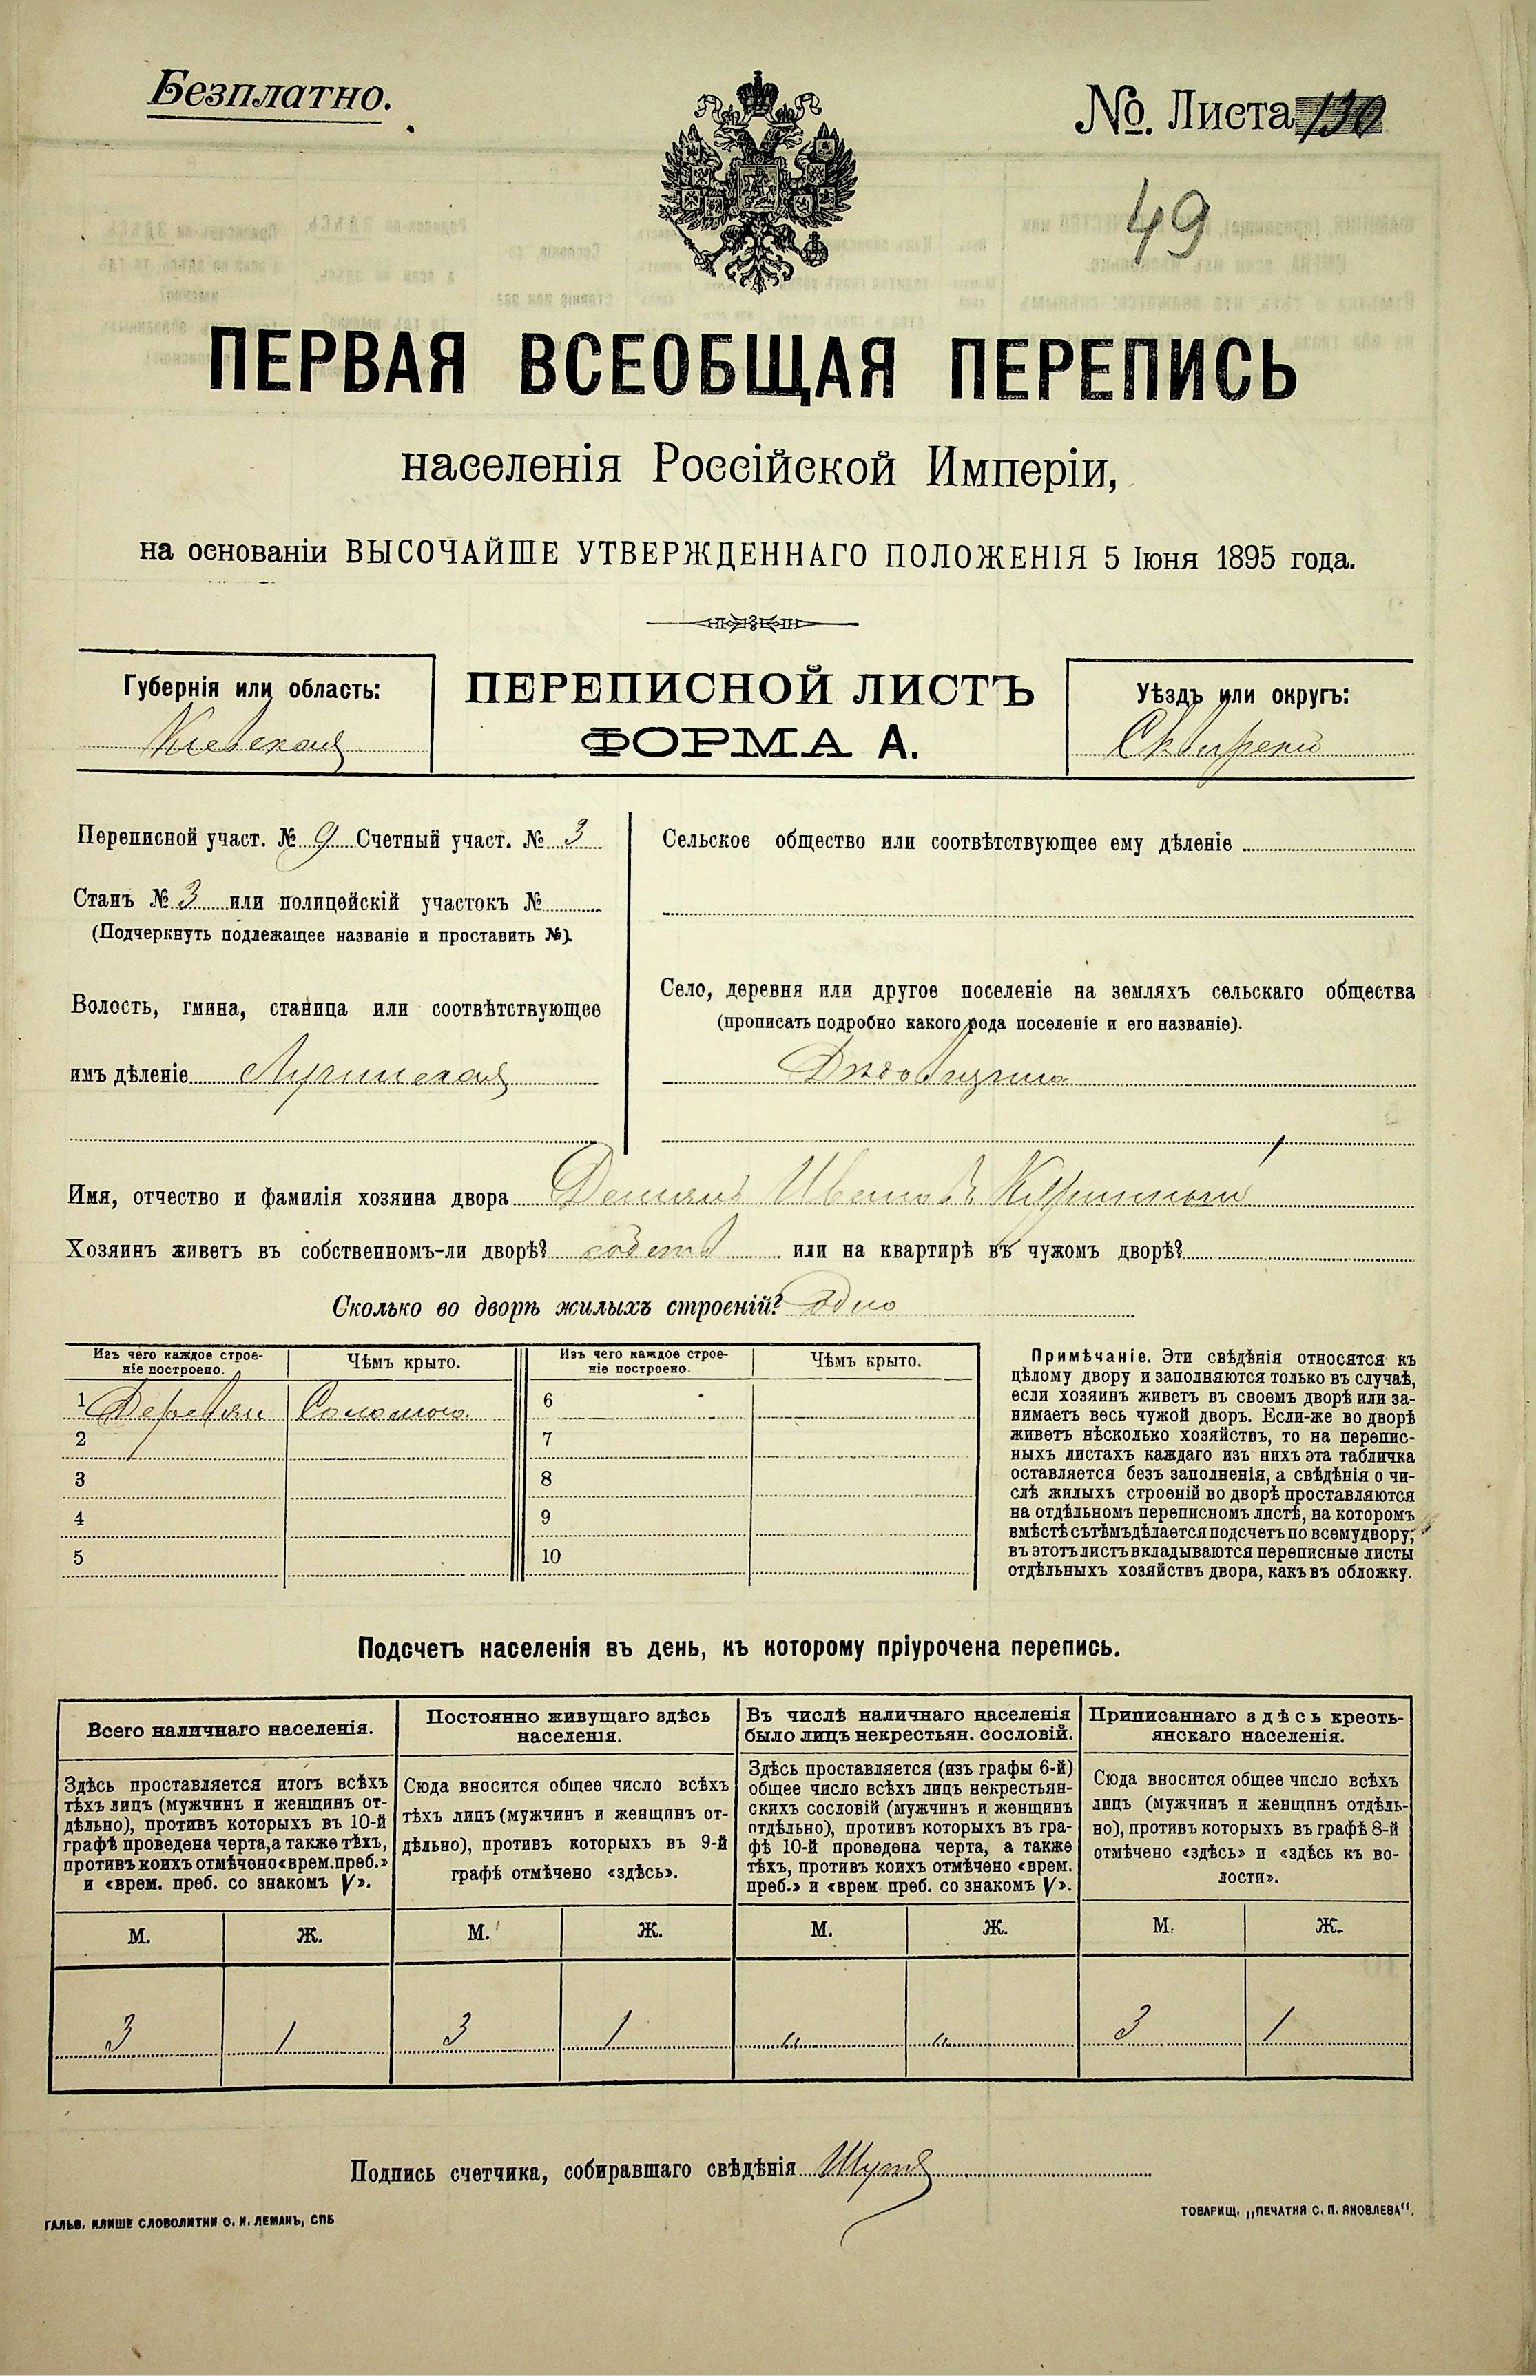 Безплатно.
№. Листа 130
49
ПЕРВАЯ ВСЕОБЩАЯ ПЕРЕПИСЬ
населенія Россійской Имперіи,
на основаніи ВЫСОЧАЙШЕ УТВЕРЖДЕННАГО ПОЛОЖЕНІЯ 5 Іюня 1895 года.
Губернія или область:
Киевская
ПЕРЕПИСНОЙ ЛИСТЪ
ФОРМА А.
Уѣздъ или округъ:
Сквирскій
Переписной участ. № 9 Счетный участ. № 3
Станъ № 3 или полицейскій участокъ №
(Подчеркнуть подлежащее названіе и проставить №).
Волость, гмина, станица или соотвѣтствующее
имъ дѣленіе
Сельское общество или соотвѣтствующее ему дѣленіе
Село, деревня или другое поселеніе на земляхъ сельскаго общества
(прописать подробно какого рода поселеніе и его названіе).
Имя, отчество и фамилія хозяина двора Демянъ Ивановъ
Хозяинъ живетъ въ собственномъ-ли дворѣ? собств или на квартирѣ въ чужомъ дворѣ?
Сколько во дворѣ жилыхъ строеній? Одно
Изъ чего каждое строе-
ніе построено.
Чѣмъ крыто.
Изъ чего каждое строе-
ніе построено.
Чѣмъ крыто.
1 Деревян Соломою 6
2 7
3 8
4 9
5 10
Примѣчаніе. Эти свѣдѣнія относятся къ
цѣлому двору и заполняются только въ случаѣ,
если хозяинъ живетъ въ своемъ дворѣ или за-
нимаетъ весь чужой дворъ. Если-же во дворѣ
живетъ нѣсколько хозяйствъ, то на перепис-
ныхъ листахъ каждаго изъ нихъ эта табличка
оставляется безъ заполненія, а свѣдѣнія о чи-
слѣ жилыхъ строеній во дворѣ проставляются
на отдѣльномъ переписномъ листѣ, на которомъ
вмѣстѣ съ тѣмъ дѣлается подсчетъ по всему двору;
въ этотъ листъ вкладываются переписные листы
отдѣльныхъ хозяйствъ двора, какъ въ обложку.
Подсчетъ населенія въ день, къ которому пріурочена перепись.
Всего наличнаго населенія.
Здѣсь проставляется итогъ всѣхъ
тѣхъ лицъ (мужчинъ и женщинъ от-
дѣльно), противъ которыхъ въ 10-й
графѣ проведена черта, а также тѣхъ,
противъ коихъ отмѣчено «врем. преб.»
и «врем. преб. со знакомъ V».
Постоянно живущаго здѣсь
населенія.
Сюда вносится общее число всѣхъ
тѣхъ лицъ (мужчинъ и женщинъ от-
дѣльно), противъ которыхъ въ 9-й
графѣ отмѣчено «здѣсь».
Въ числѣ наличнаго населенія
было лицъ некрестьян. сословій.
Здѣсь проставляется (изъ графы 6-й)
общее число всѣхъ лицъ некрестьян-
скихъ сословій (мужчинъ и женщинъ
отдѣльно), противъ которыхъ въ гра-
фѣ 10-й проведена черта, а также
тѣхъ, противъ коихъ отмѣчено «врем.
преб.» и «врем преб. со знакомъ V».
Приписаннаго здѣсь кресть-
янскаго населенія.
Сюда вносится общее число всѣхъ
лицъ (мужчинъ и женщинъ отдѣль-
но), противъ которыхъ въ графѣ 8-й
отмѣчено «здѣсь» и «здѣсь къ во-
лости».
М. Ж. М. Ж. М. Ж. М. Ж.
3 1 3 1 " " 3 1
Подпись счетчика, собиравшаго свѣдѣнія
ГАЛЬВ. КЛИШЕ СЛОВОЛИТНИ О. И. ЛЕМАНЪ, СПБ
ТОВАРИЩ. „ПЕЧАТНЯ С. П. ЯКОВЛЕВА“.